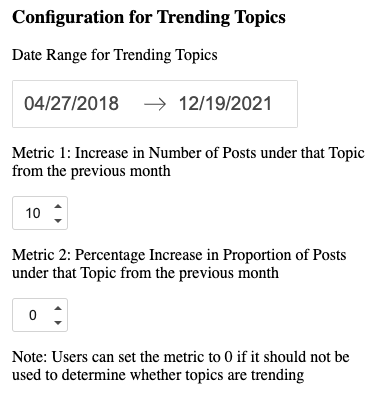 Configuration for Trending Topics
Date Range for Trending Topics
04/27/2018 → 12/19/2021
Metric 1: Increase in Number of Posts under that Topic
from the previous month
10
Metric 2: Percentage Increase in Proportion of Posts
under that Topic from the previous month
0
Note: Users can set the metric to 0 if it should not be
used to determine whether topics are trending